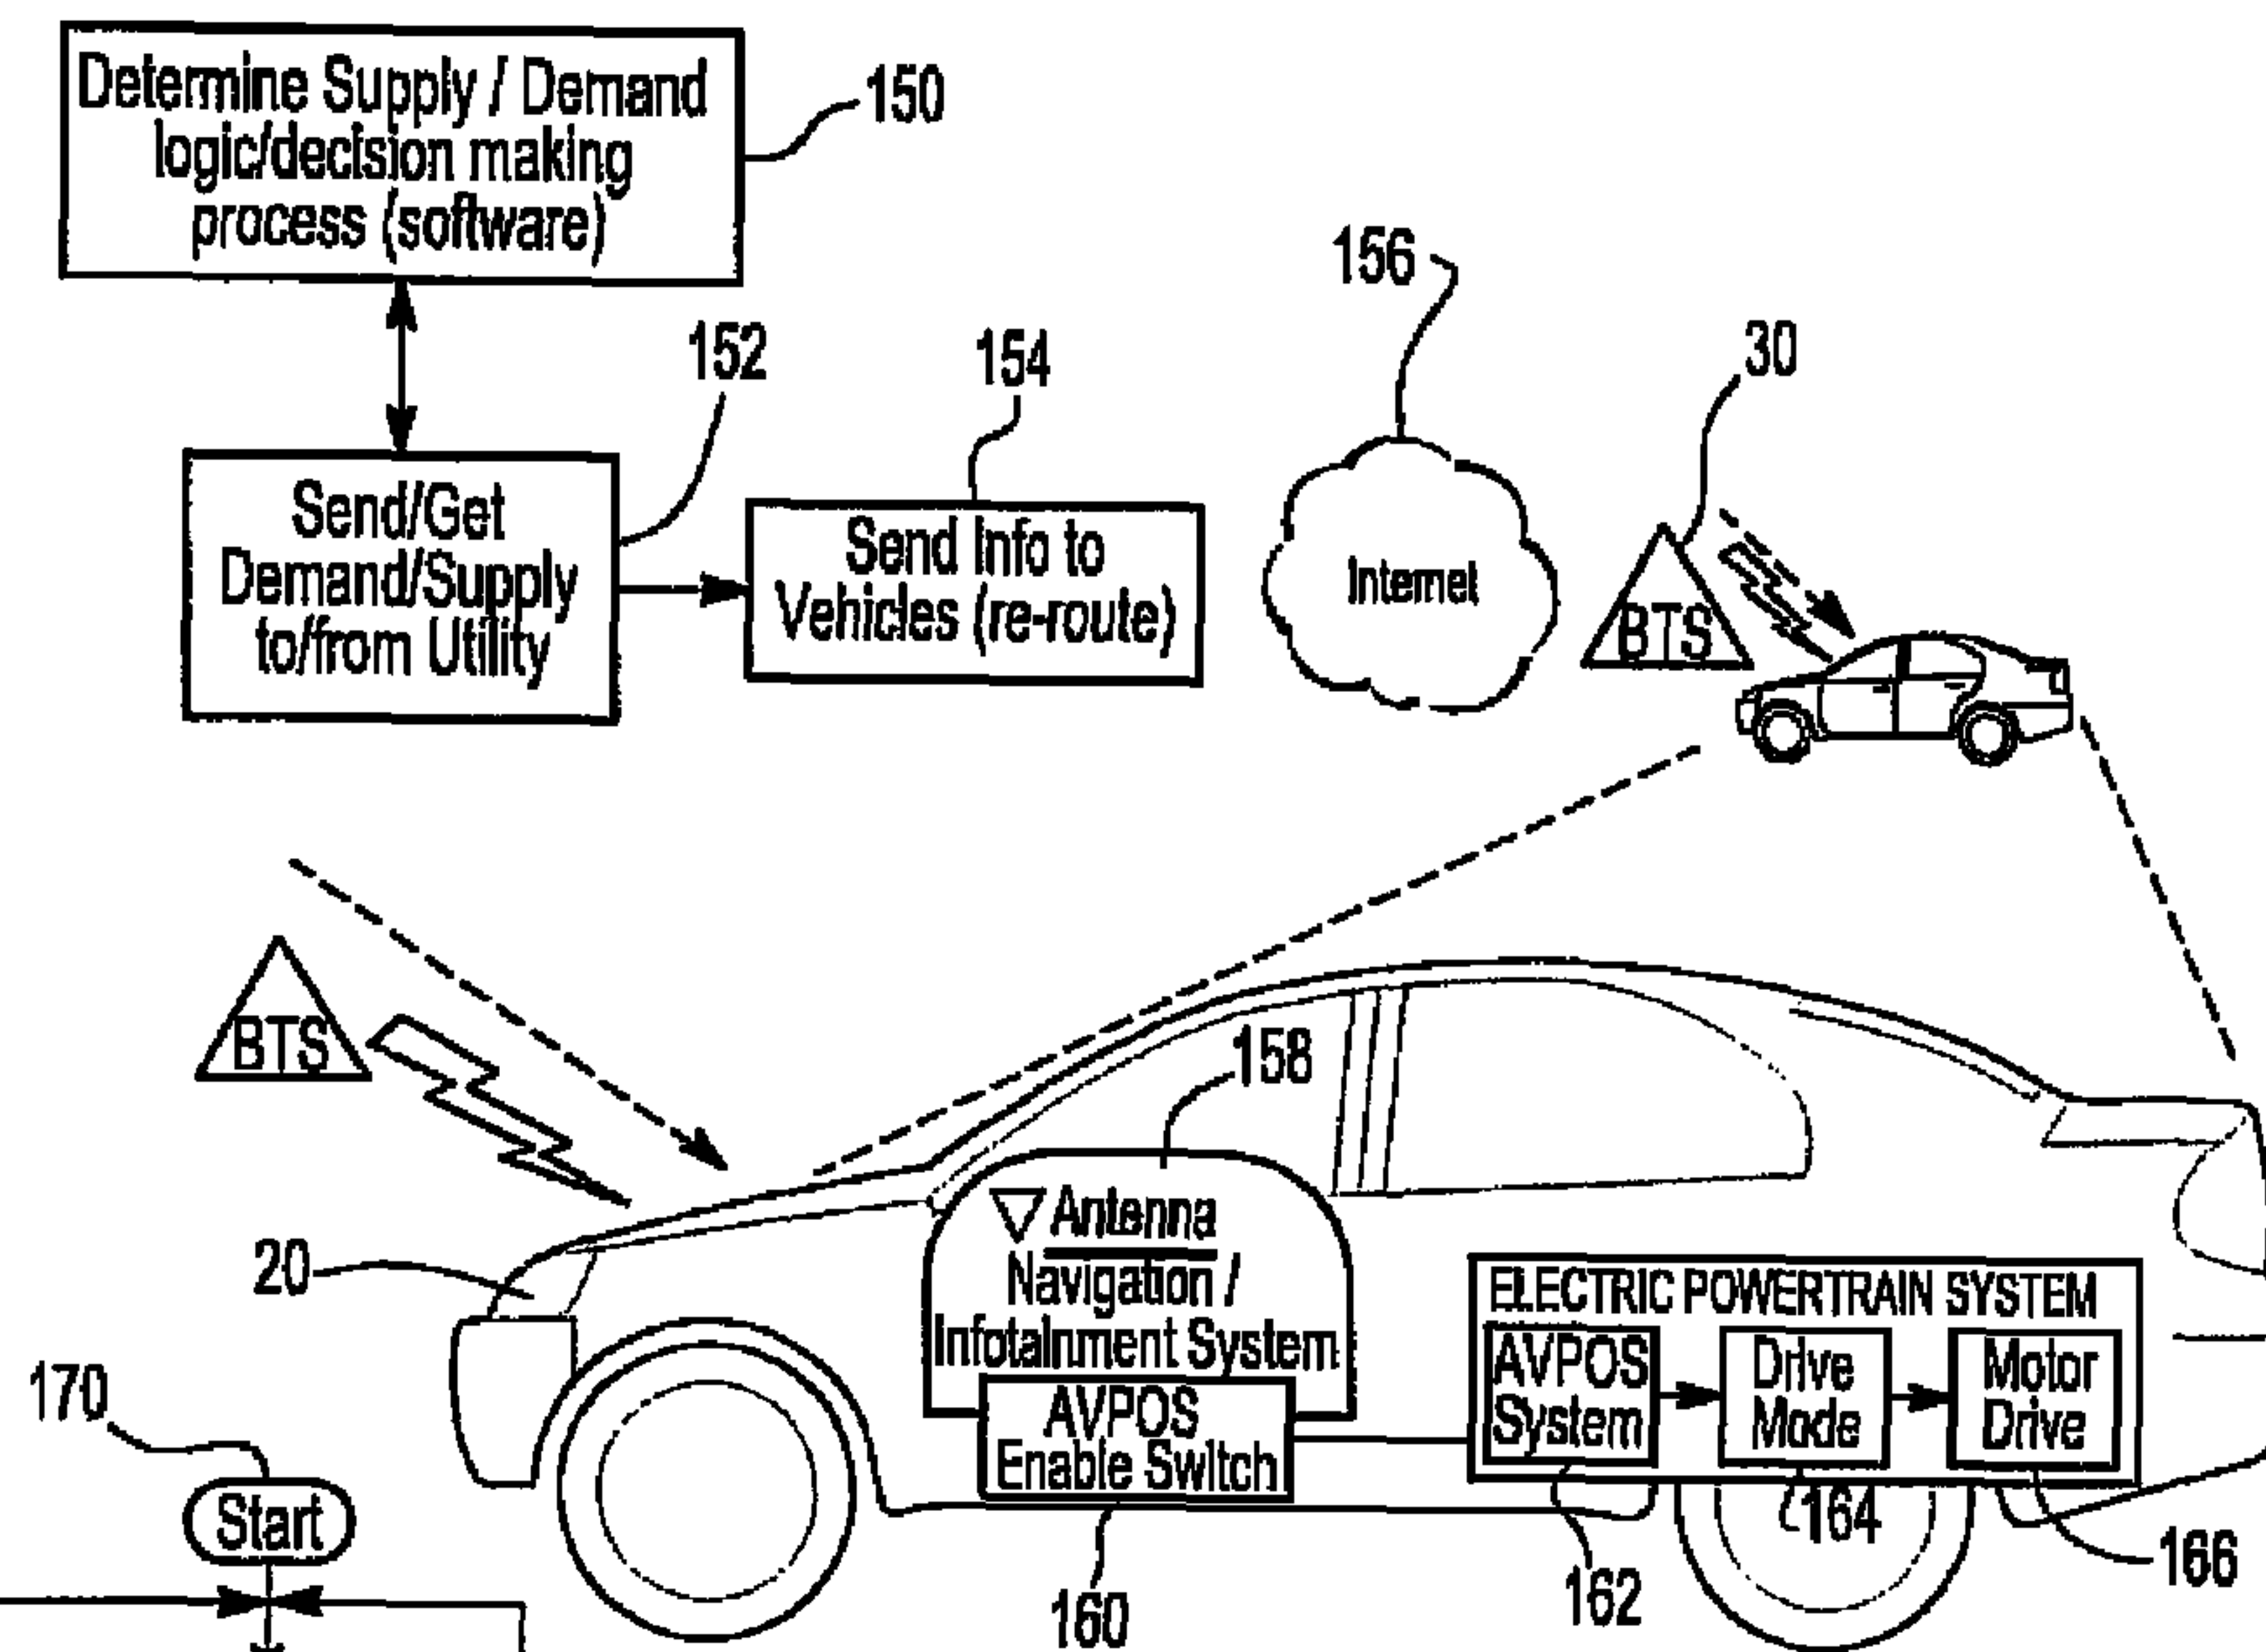 Determine Supply / Demand
logic/decision making
process (software)
150
152
154
156
30
Send/Get
Demand/Supply
to/from Utility
Send Info to
Vehicles (re-route)
Internet
BTS
BTS
158
20
Antenna
Navigation /
Infotainment System
AVPOS
Enable Switch
ELECTRIC POWERTRAIN SYSTEM
AVPOS
System
Drive
Mode
Motor
Drive
170
Start
160
162
164
166